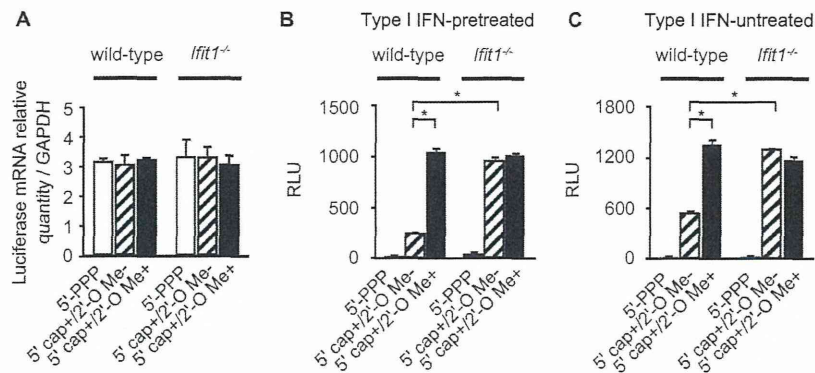 A
wild-type
Ifit1-/-
Luciferase mRNA relative
quantity / GAPDH
5
4
3
2
1
0
5'-PPP
5' cap+/2'-O Me-
5' cap+/2'-O Me+
5'-PPP
5' cap+/2'-O Me-
5' cap+/2'-O Me+
B
Type I IFN-pretreated
wild-type
Ifit1-/-
*
*
RLU
1500
1000
500
0
5'-PPP
5' cap+/2'-O Me-
5' cap+/2'-O Me+
5'-PPP
5' cap+/2'-O Me-
5' cap+/2'-O Me+
C
Type I IFN-untreated
wild-type
Ifit1-/-
*
*
RLU
1800
1200
600
0
5'-PPP
5' cap+/2'-O Me-
5' cap+/2'-O Me+
5'-PPP
5' cap+/2'-O Me-
5' cap+/2'-O Me+